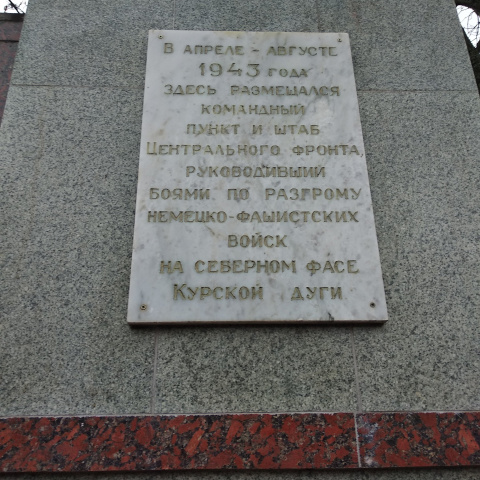 В АПРЕЛЕ - АВГУСТЕ
1943 ГОДА
ЗДЕСЬ РАЗМЕЩАЛСЯ
КОМАНДНЫЙ
ПУНКТ И ШТАБ
ЦЕНТРАЛЬНОГО ФРОНТА,
РУКОВОДИВШИЙ
БОЯМИ ПО РАЗГРОМУ
НЕМЕЦКО-ФАШИСТСКИХ
ВОЙСК
НА СЕВЕРНОМ ФАСЕ
КУРСКОЙ ДУГИ